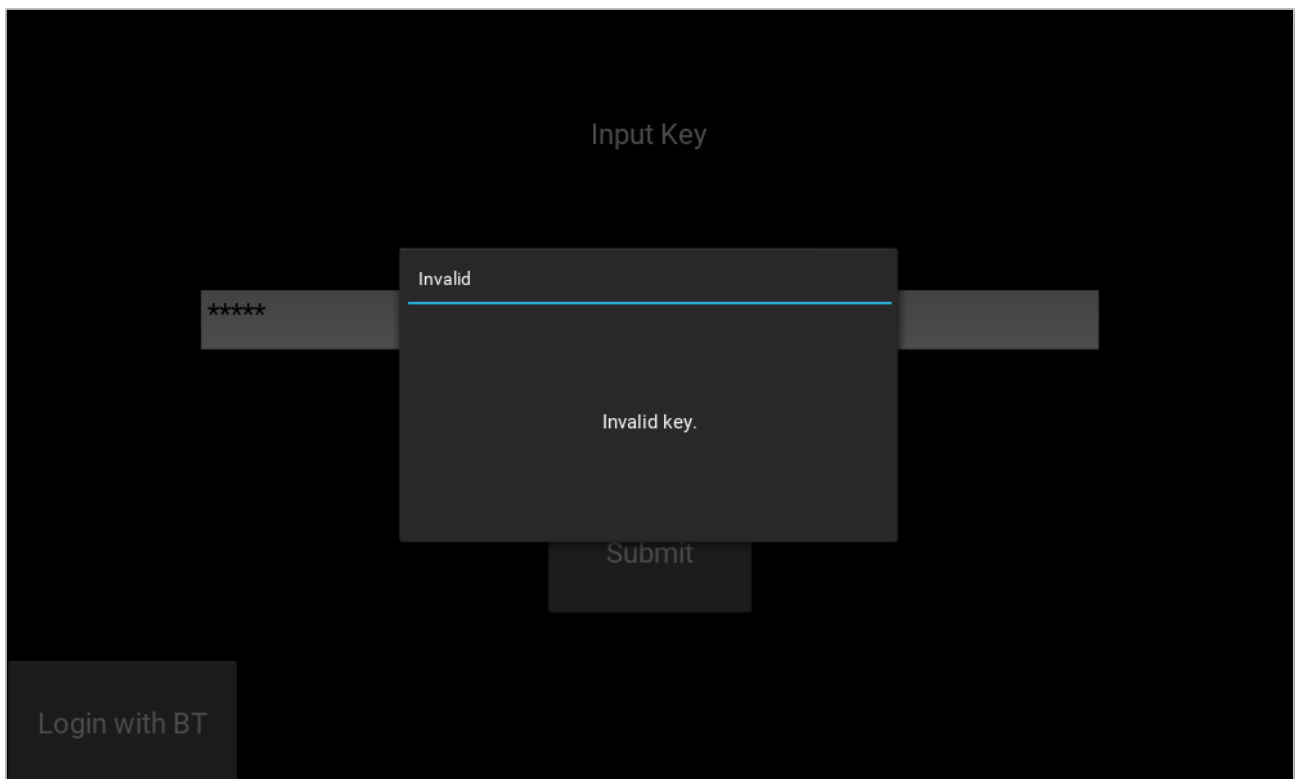 Input Key
Invalid
*****
Invalid key.
Submit
Login with BT